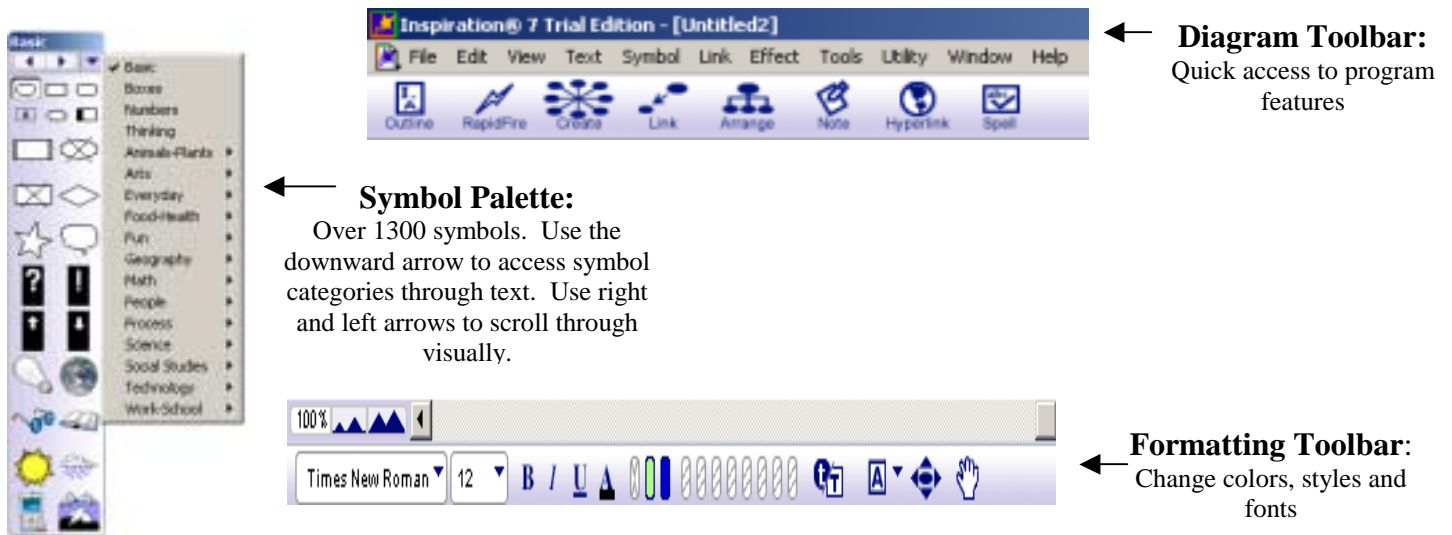 Basic
✓ Basic
Boxes
Numbers
Thinking
Animals-Plants
Arts
Everyday
Food-Health
Fun
Geography
Math
People
Process
Science
Social Studies
Technology
Work-School
Inspiration® 7 Trial Edition - [Untitled2]
File Edit View Text Symbol Link Effect Tools Utility Window Help
Outline RapidFire Create Link Arrange Note Hyperlink Spell
Diagram Toolbar:
Quick access to program
features
Symbol Palette:
Over 1300 symbols. Use the
downward arrow to access symbol
categories through text. Use right
and left arrows to scroll through
visually.
100%
Times New Roman 12 B I U A A
Formatting Toolbar:
Change colors, styles and
fonts